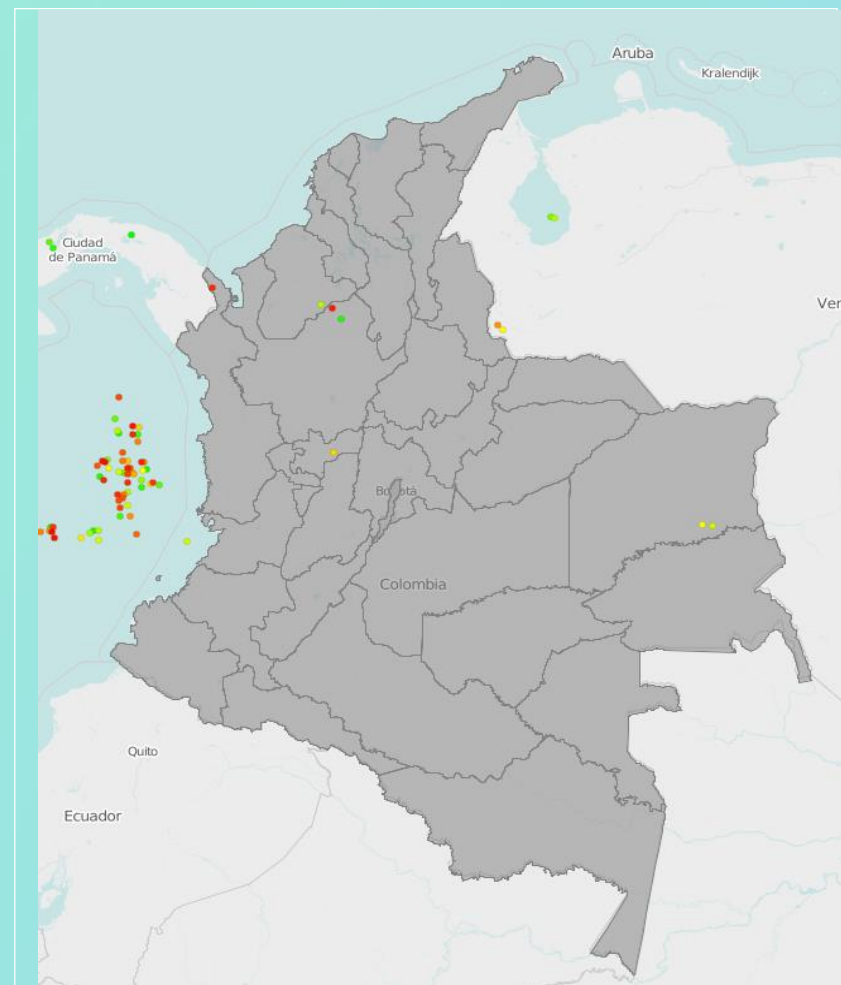 Aruba
Kralendijk
Ciudad
de Panamá
Ver
Bogotá
Colombia
Quito
Ecuador